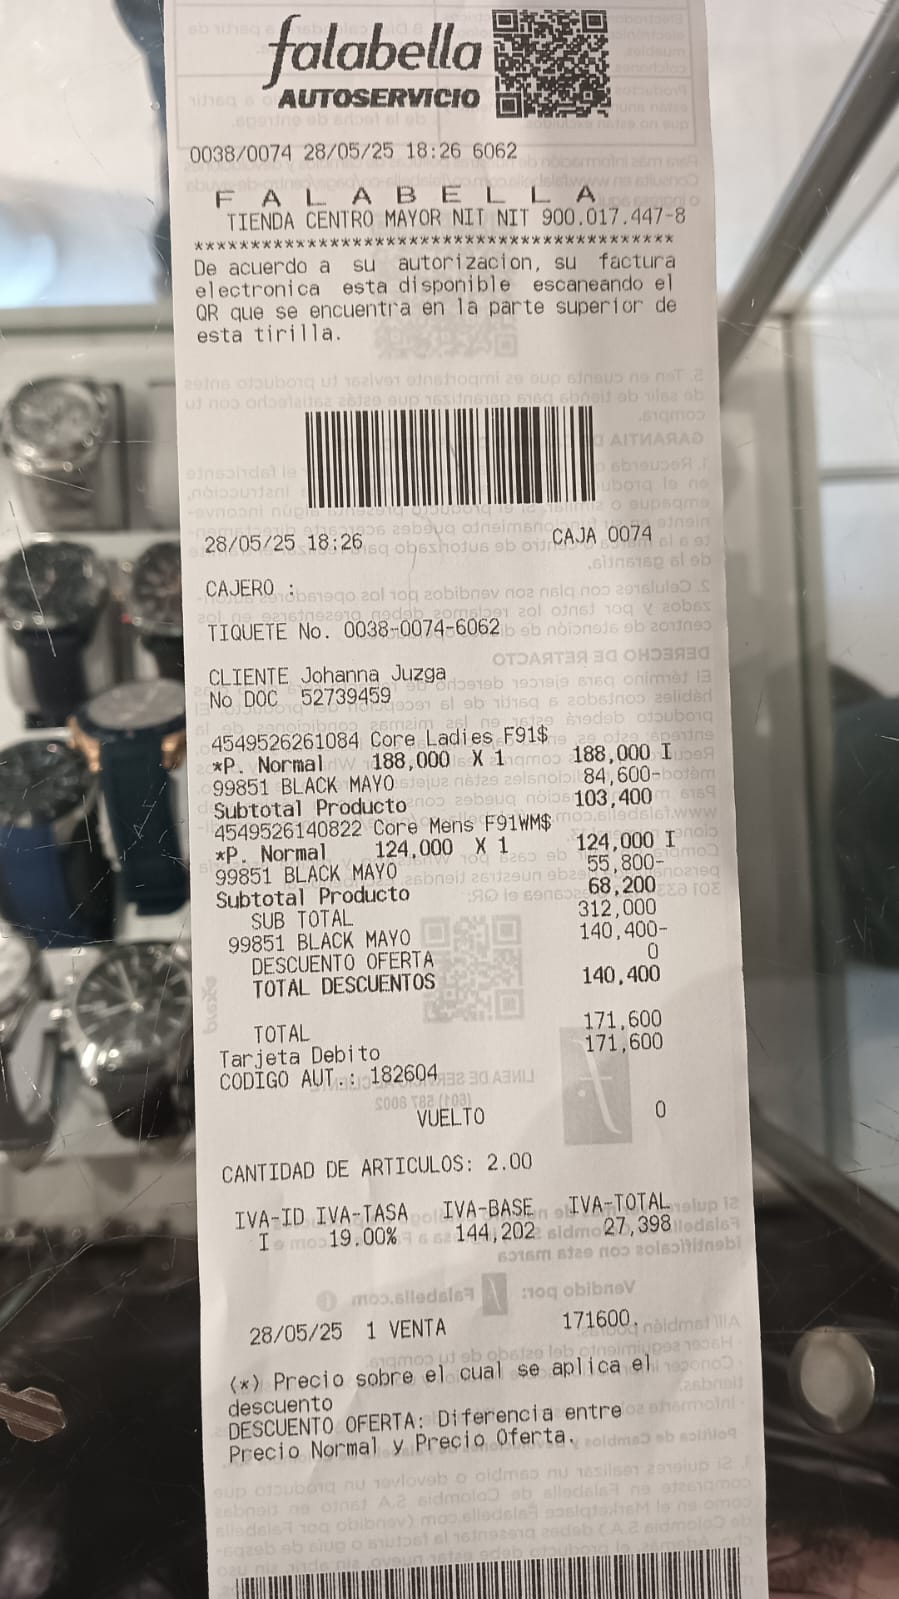 falabella
AUTOSERVICIO
0038/0074 28/05/25 18:26 6062
F A L A B E L L A
TIENDA CENTRO MAYOR NIT NIT 900.017.447-8
*******************************************
De acuerdo a su autorizacion, su factura
electronica esta disponible escaneando el
QR que se encuentra en la parte superior de
esta tirilla.
28/05/25 18:26 CAJA 0074
CAJERO :
TIQUETE No. 0038-0074-6062
CLIENTE Johanna Juzga
No DOC 52739459
4549526261084 Core Ladies F91$
*P. Normal 188,000 X 1 188,000 I
99851 BLACK MAYO 84,600-
Subtotal Producto 103,400
4549526140822 Core Mens F91WM$
*P. Normal 124,000 X 1 124,000 I
99851 BLACK MAYO 55,800-
Subtotal Producto 68,200
SUB TOTAL 312,000
99851 BLACK MAYO 140,400-
DESCUENTO OFERTA 0
TOTAL DESCUENTOS 140,400
TOTAL 171,600
Tarjeta Debito 171,600
CODIGO AUT.: 182604
VUELTO 0
CANTIDAD DE ARTICULOS: 2.00
IVA-ID IVA-TASA IVA-BASE IVA-TOTAL
I 19.00% 144,202 27,398
28/05/25 1 VENTA 171600.
(*) Precio sobre el cual se aplica el
descuento
DESCUENTO OFERTA: Diferencia entre
Precio Normal y Precio Oferta.